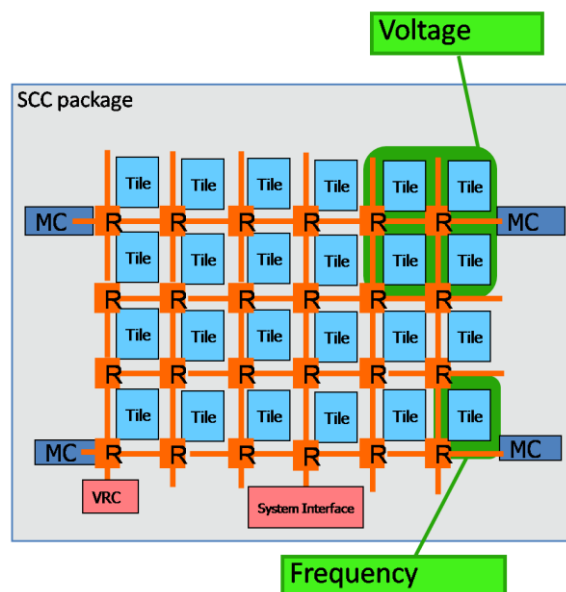 Voltage
SCC package
Tile Tile Tile Tile Tile Tile
MC R R R R R R MC
Tile Tile Tile Tile Tile Tile
R R R R R R
Tile Tile Tile Tile Tile Tile
R R R R R R
Tile Tile Tile Tile Tile Tile
MC R R R R R R MC
VRC System Interface
Frequency